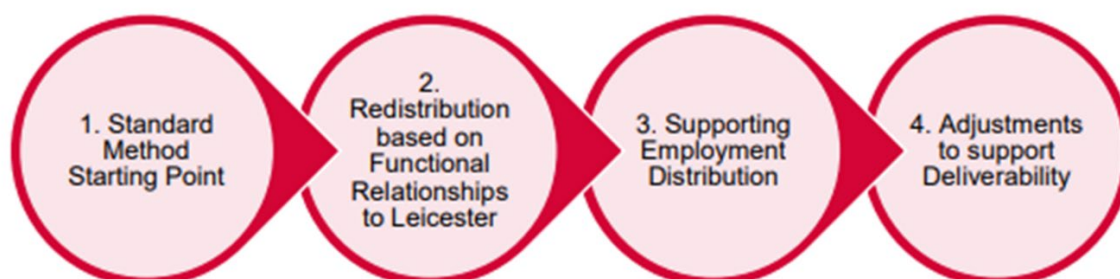 1. Standard
Method
Starting Point
2.
Redistribution
based on
Functional
Relationships
to Leicester
3. Supporting
Employment
Distribution
4. Adjustments
to support
Deliverability